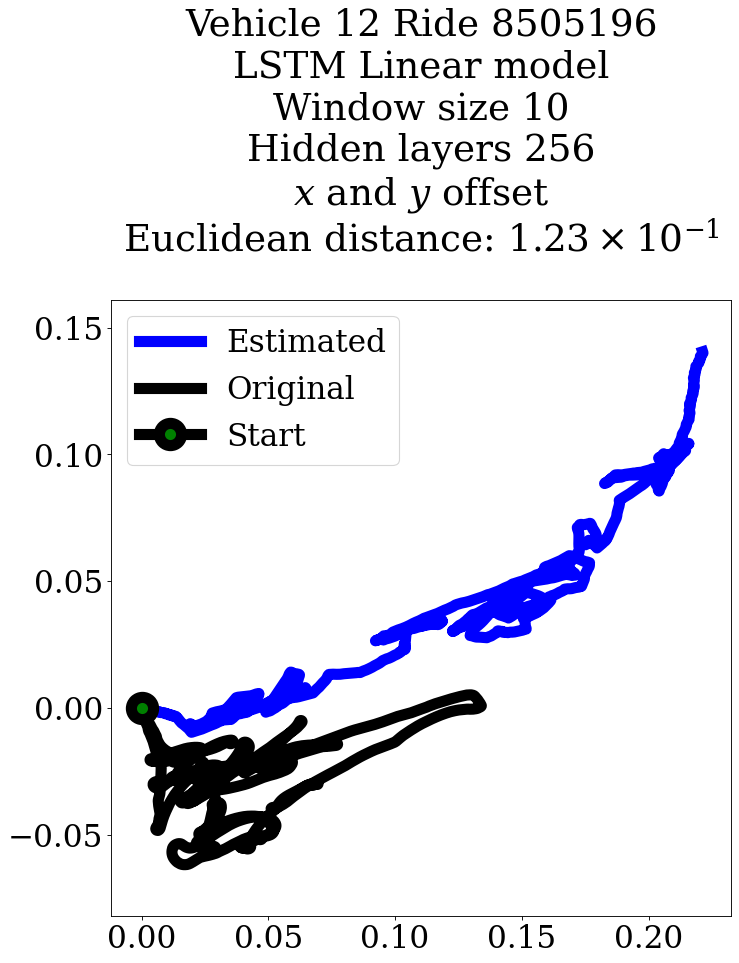 Vehicle 12 Ride 8505196
LSTM Linear model
Window size 10
Hidden layers 256
x and y offset
Euclidean distance: 1.23 × 10⁻¹
Estimated
Original
Start
0.15
0.10
0.05
0.00
−0.05
0.00 0.05 0.10 0.15 0.20